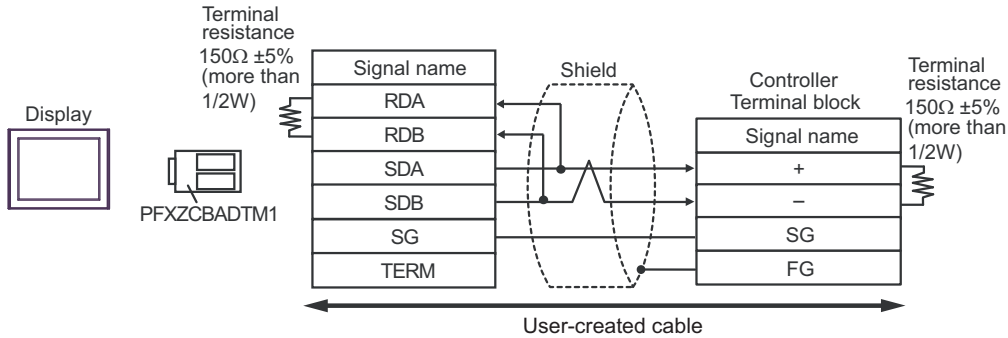 Display
PFXZCBADTM1
Terminal
resistance
150Ω ±5%
(more than
1/2W)
Signal name
RDA
RDB
SDA
SDB
SG
TERM
Shield
Controller
Terminal block
Signal name
+
–
SG
FG
Terminal
resistance
150Ω ±5%
(more than
1/2W)
User-created cable